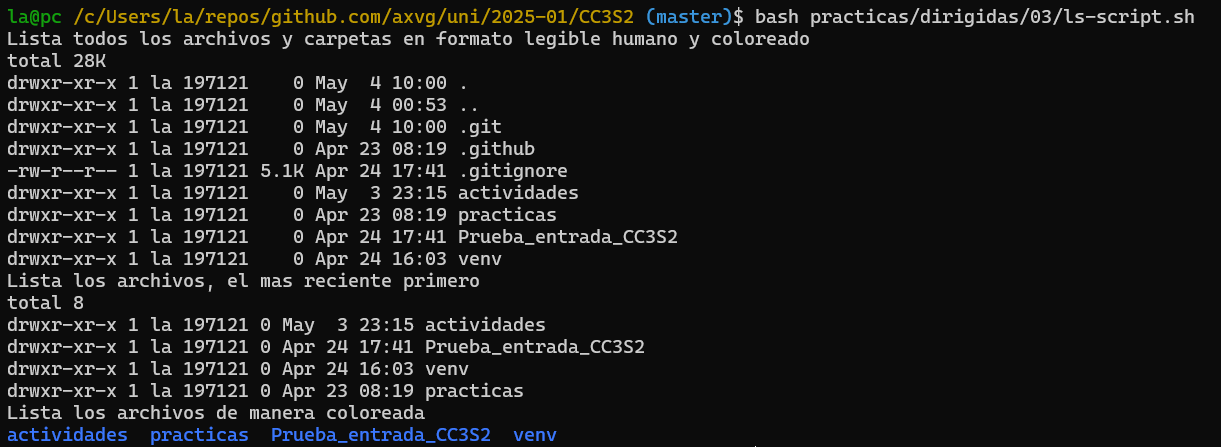 la@pc /c/Users/la/repos/github.com/axvg/uni/2025-01/CC3S2 (master)$ bash practicas/dirigidas/03/ls-script.sh
Lista todos los archivos y carpetas en formato legible humano y coloreado
total 28K
drwxr-xr-x 1 la 197121    0 May  4 10:00 .
drwxr-xr-x 1 la 197121    0 May  4 00:53 ..
drwxr-xr-x 1 la 197121    0 May  4 10:00 .git
drwxr-xr-x 1 la 197121    0 Apr 23 08:19 .github
-rw-r--r-- 1 la 197121 5.1K Apr 24 17:41 .gitignore
drwxr-xr-x 1 la 197121    0 May  3 23:15 actividades
drwxr-xr-x 1 la 197121    0 Apr 23 08:19 practicas
drwxr-xr-x 1 la 197121    0 Apr 24 17:41 Prueba_entrada_CC3S2
drwxr-xr-x 1 la 197121    0 Apr 24 16:03 venv
Lista los archivos, el mas reciente primero
total 8
drwxr-xr-x 1 la 197121 0 May  3 23:15 actividades
drwxr-xr-x 1 la 197121 0 Apr 24 17:41 Prueba_entrada_CC3S2
drwxr-xr-x 1 la 197121 0 Apr 24 16:03 venv
drwxr-xr-x 1 la 197121 0 Apr 23 08:19 practicas
Lista los archivos de manera coloreada
actividades  practicas  Prueba_entrada_CC3S2  venv